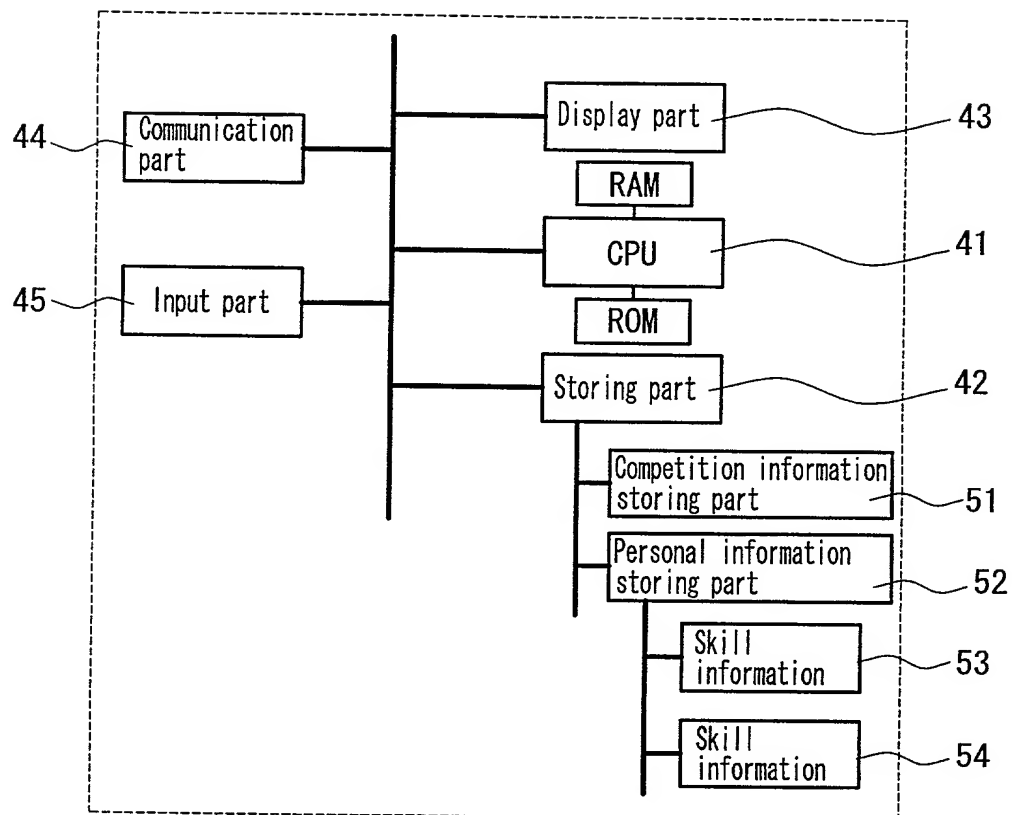 Display part
43
44
Communication
part
RAM
CPU
41
45
Input part
ROM
Storing part
42
Competition information
storing part
51
Personal information
storing part
52
Skill
information
53
Skill
information
54